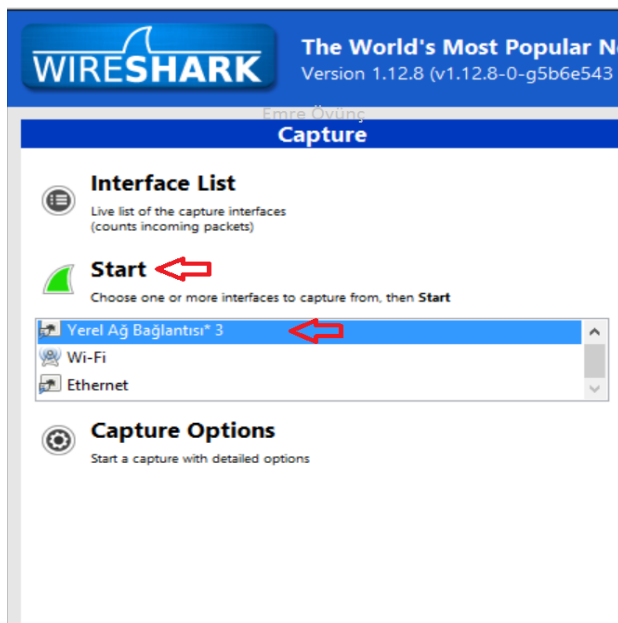 WIRESHARK
The World's Most Popular N
Version 1.12.8 (v1.12.8-0-g5b6e543
Emre Övünç
Capture
Interface List
Live list of the capture interfaces
(counts incoming packets)
Start
Choose one or more interfaces to capture from, then Start
Yerel Ağ Bağlantısı* 3
Wi-Fi
Ethernet
Capture Options
Start a capture with detailed options